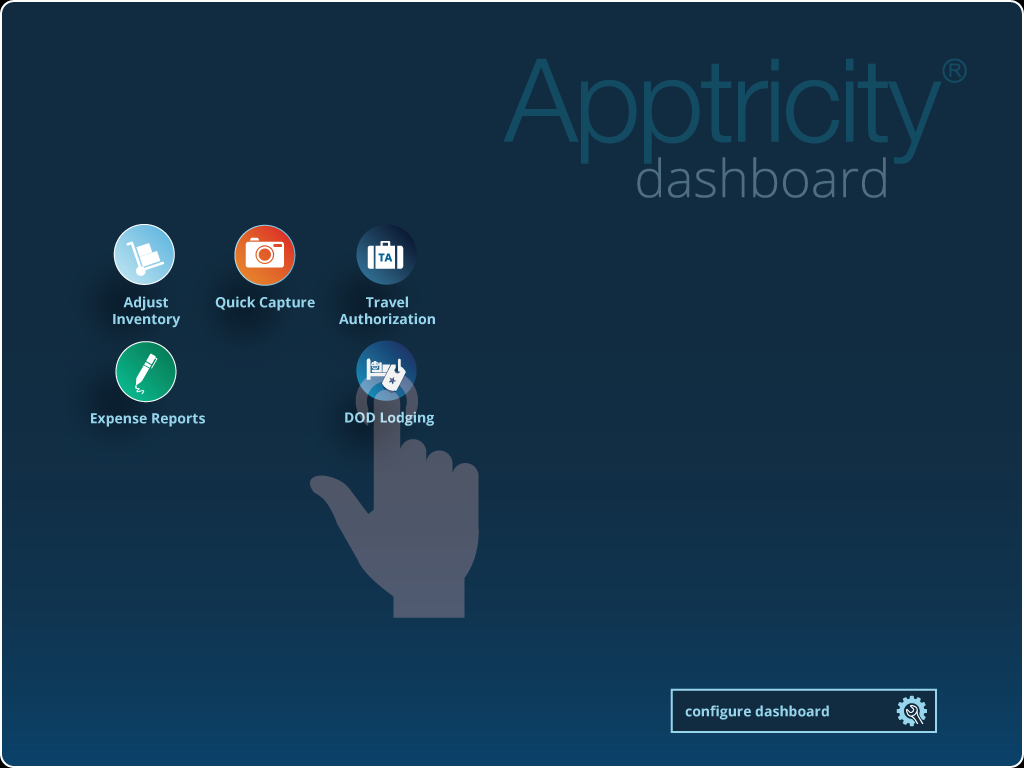 Apptricity®
dashboard
Adjust
Inventory
Quick Capture
TA
Travel
Authorization
Expense Reports
DOD Lodging
configure dashboard